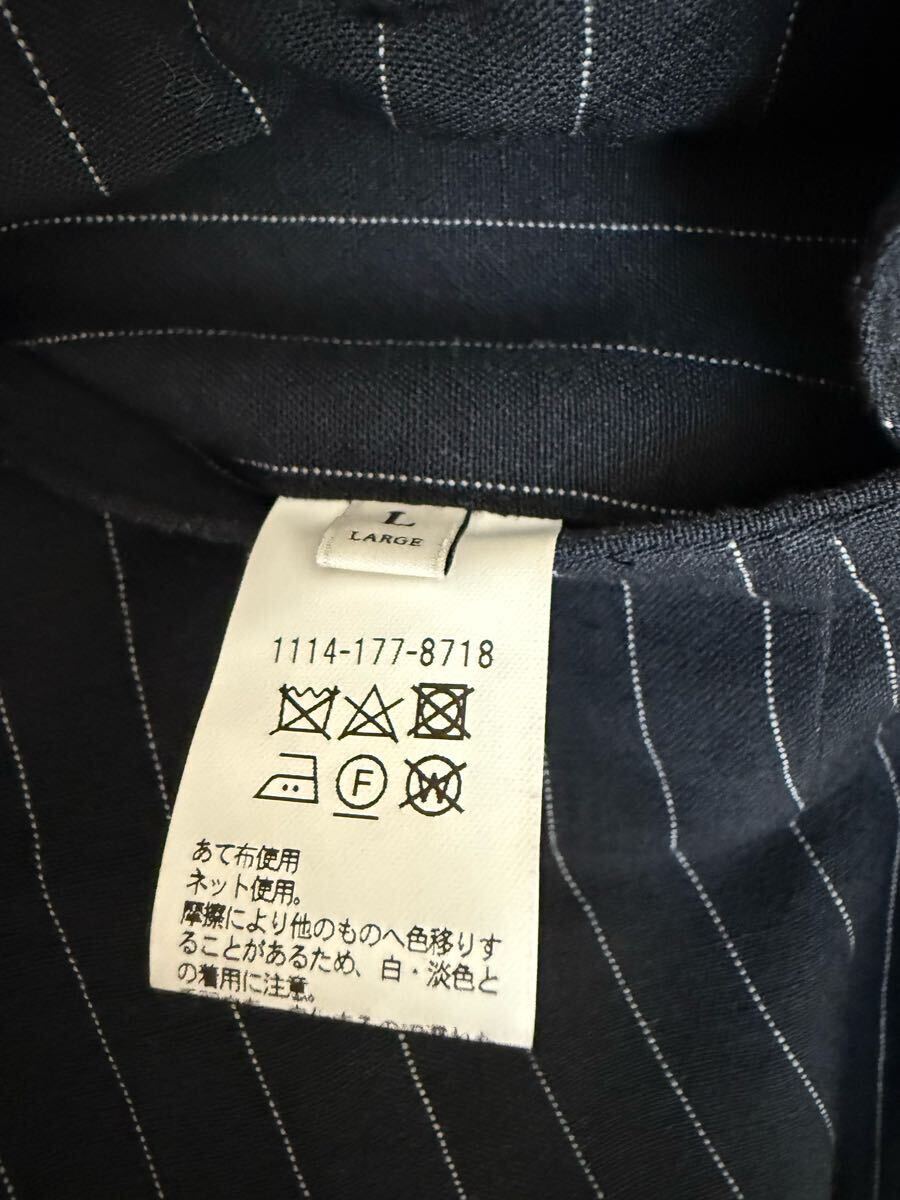 L
LARGE
1114-177-8718
F
W
あて布使用
ネット使用。
摩擦により他のものへ色移りす
ることがあるため、白・淡色と
の着用に注意。